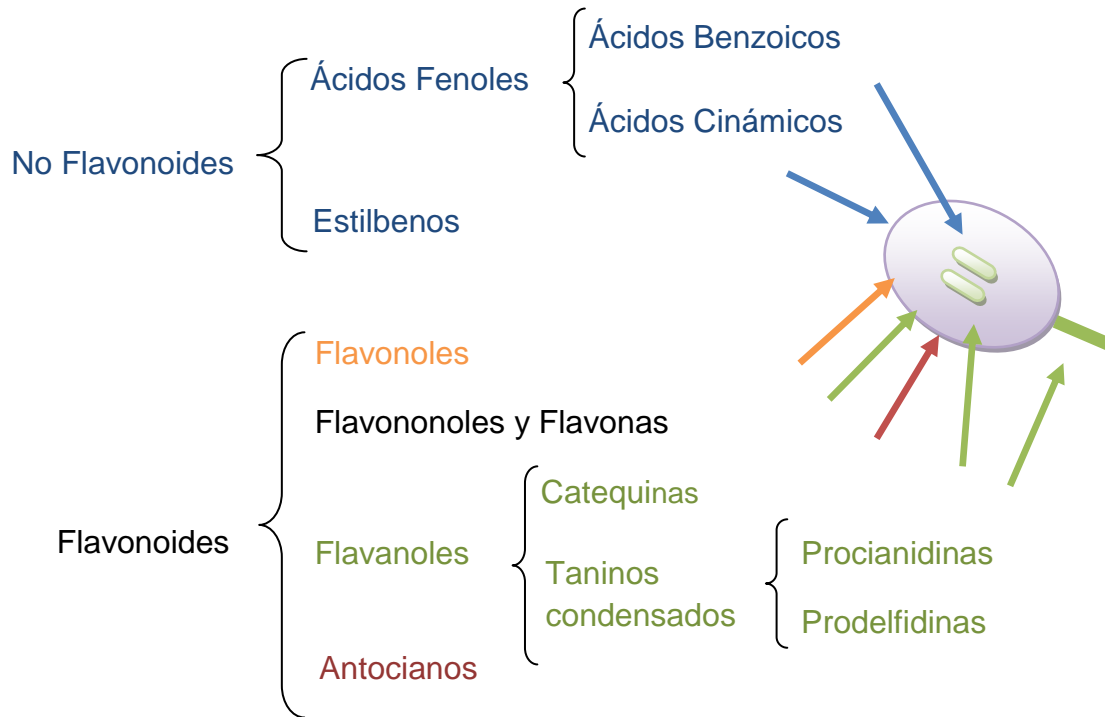 No Flavonoides
Ácidos Fenoles
Ácidos Benzoicos
Ácidos Cinámicos
Estilbenos
Flavonoides
Flavonoles
Flavononoles y Flavonas
Flavanoles
Catequinas
Taninos
condensados
Procianidinas
Prodelfidinas
Antocianos